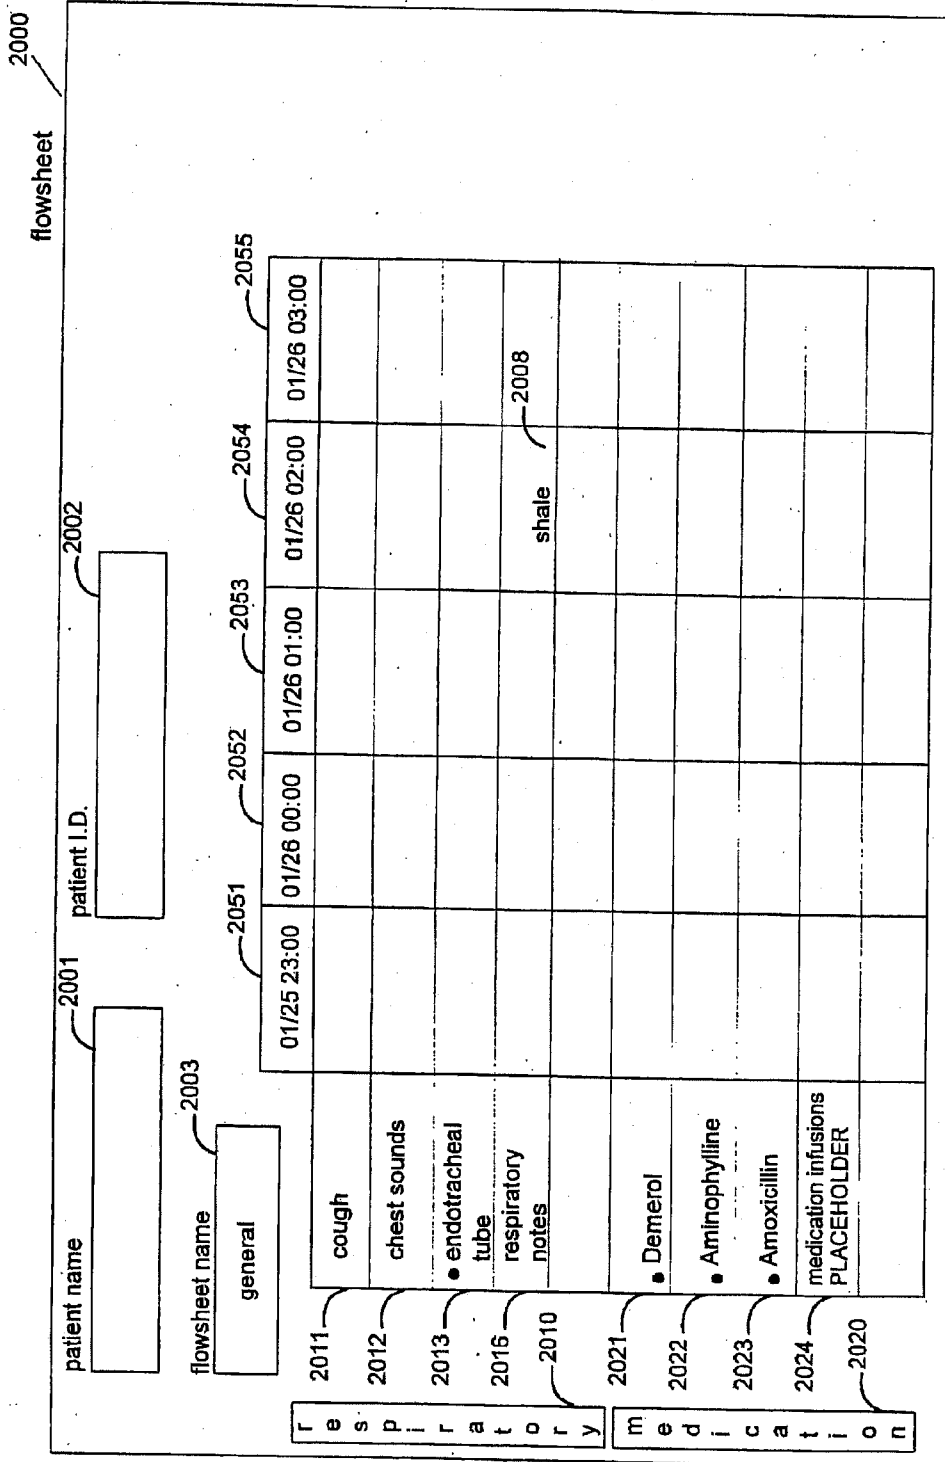 flowsheet
2000
patient name
2001
patient I.D.
2002
flowsheet name
2003
general
2051
2052
2053
2054
2055
01/25 23:00
01/26 00:00
01/26 01:00
01/26 02:00
01/26 03:00
respiratory
2011
cough
2012
chest sounds
2013
• endotracheal
tube
2016
respiratory
notes
shale
2008
2010
medication
2021
• Demerol
2022
• Aminophylline
2023
• Amoxicillin
2024
medication infusions
PLACEHOLDER
2020